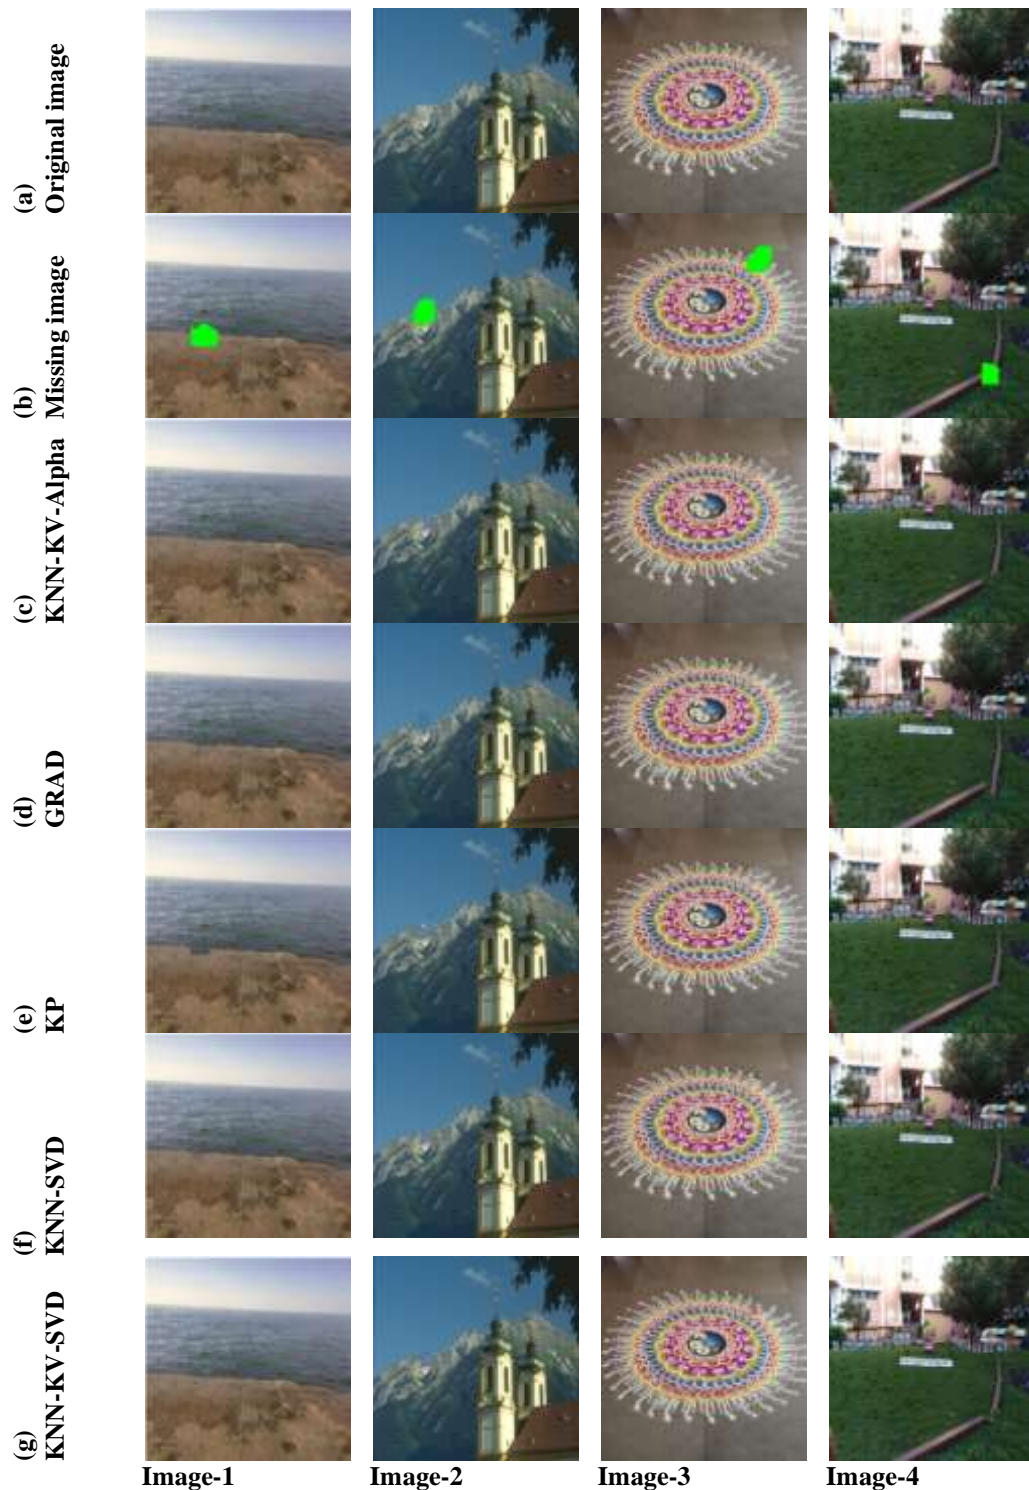 (a)
Original image
(b)
Missing image
(c)
KNN-KV-Alpha
(d)
GRAD
(e)
KP
(f)
KNN-SVD
(g)
KNN-KV-SVD
Image-1
Image-2
Image-3
Image-4